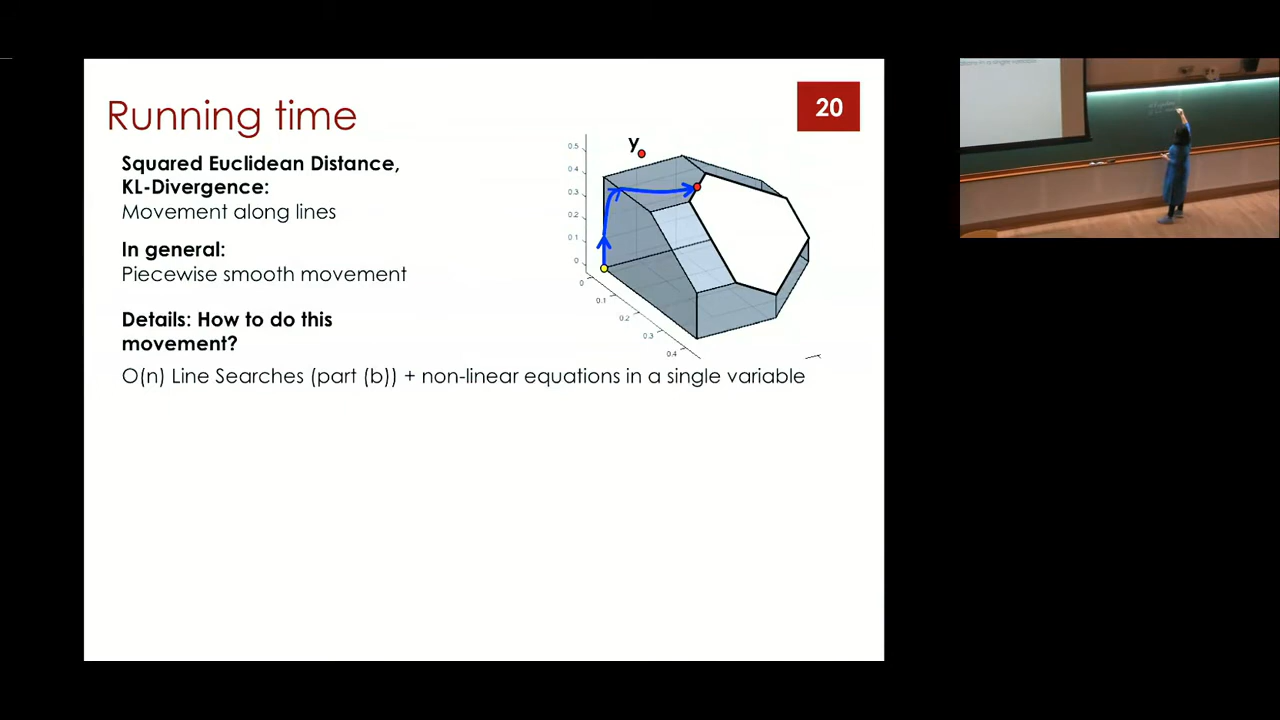 Running time
20
Squared Euclidean Distance,
KL-Divergence:
Movement along lines
In general:
Piecewise smooth movement
Details: How to do this
movement?
O(n) Line Searches (part (b)) + non-linear equations in a single variable
y
0.5
0.4
0.3
0.2
0.1
0
0
0.1
0.2
0.3
0.4